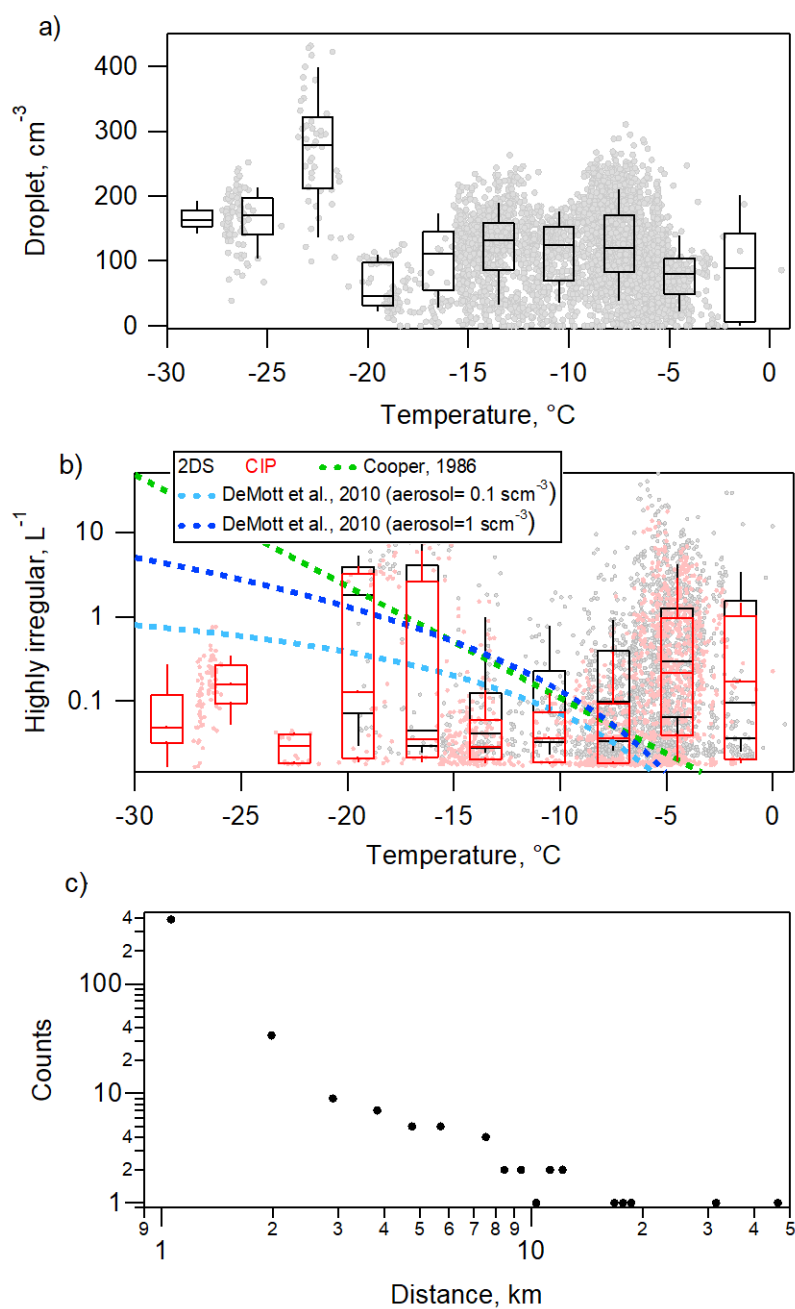 a)
400
300
200
100
0
Droplet, cm-3
-30 -25 -20 -15 -10 -5 0
Temperature, °C
b)
2DS CIP Cooper, 1986
DeMott et al., 2010 (aerosol= 0.1 scm-3)
DeMott et al., 2010 (aerosol=1 scm-3)
10
1
0.1
Highly irregular, L-1
-30 -25 -20 -15 -10 -5 0
Temperature, °C
c)
4
2
100
4
2
10
4
2
1
Counts
9 2 3 4 5 6 7 8 9 2 3 4 5
1 10
Distance, km